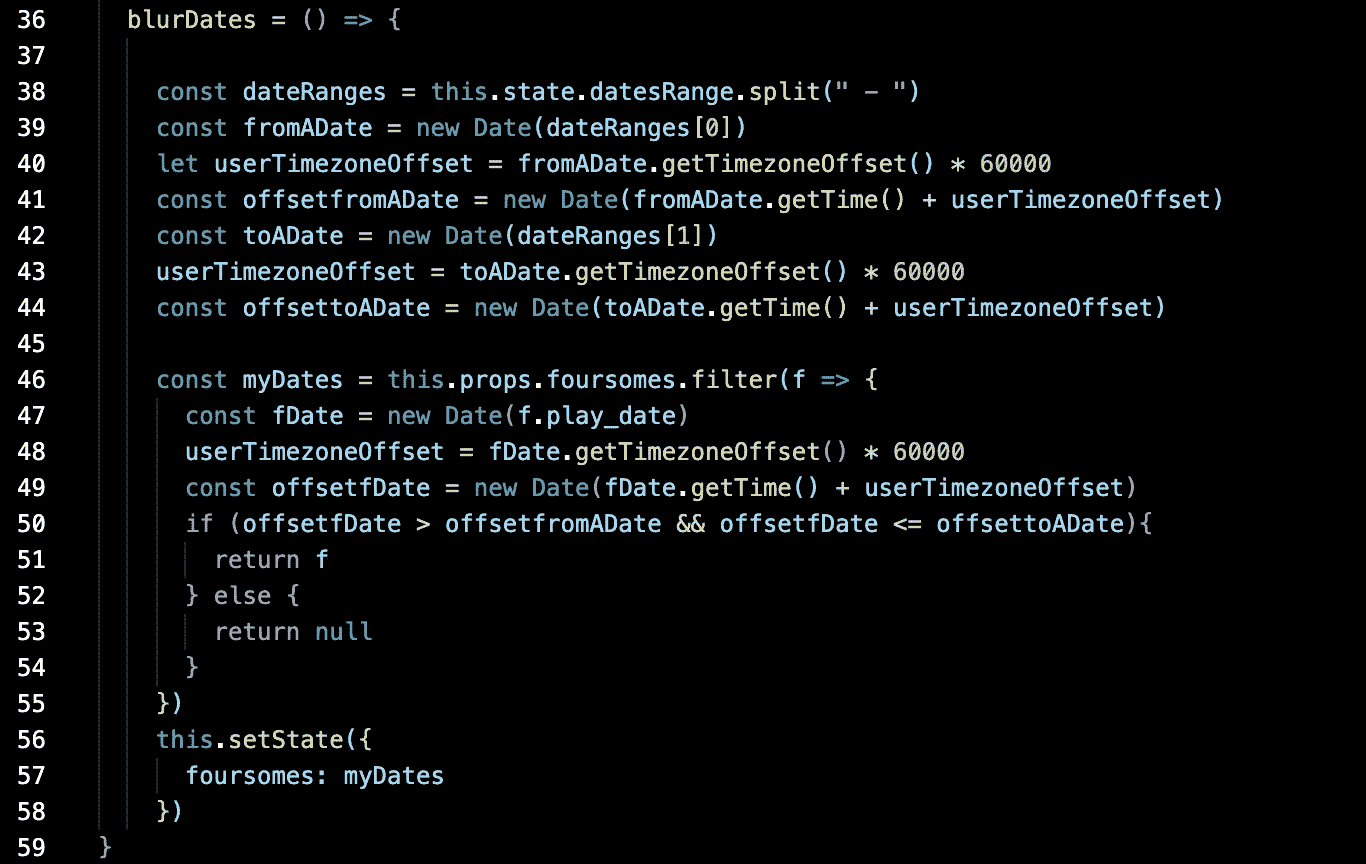 36 blurDates = () => {
37
38 const dateRanges = this.state.datesRange.split(" - ")
39 const fromADate = new Date(dateRanges[0])
40 let userTimezoneOffset = fromADate.getTimezoneOffset() * 60000
41 const offsetfromADate = new Date(fromADate.getTime() + userTimezoneOffset)
42 const toADate = new Date(dateRanges[1])
43 userTimezoneOffset = toADate.getTimezoneOffset() * 60000
44 const offsettoADate = new Date(toADate.getTime() + userTimezoneOffset)
45
46 const myDates = this.props.foursomes.filter(f => {
47 const fDate = new Date(f.play_date)
48 userTimezoneOffset = fDate.getTimezoneOffset() * 60000
49 const offsetfDate = new Date(fDate.getTime() + userTimezoneOffset)
50 if (offsetfDate > offsetfromADate && offsetfDate <= offsettoADate){
51 return f
52 } else {
53 return null
54 }
55 })
56 this.setState({
57 foursomes: myDates
58 })
59 }